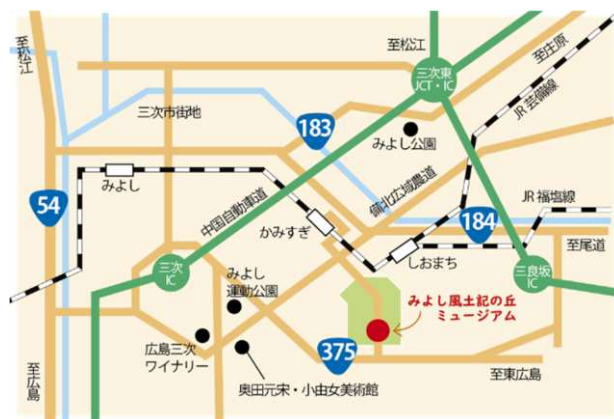 至松江
至松江
三次東
JCT・IC
至庄原
JR芸備線
三次市街地
183
みよし公園
備北広域農道
みよし
中国自動車道
54
かみすぎ
JR福塩線
184
しおまち
至尾道
三次
IC
みよし
運動公園
三良坂
IC
みよし風土記の丘
ミュージアム
広島三次
ワイナリー
375
至広島
奥田元宋・小由女美術館
至東広島